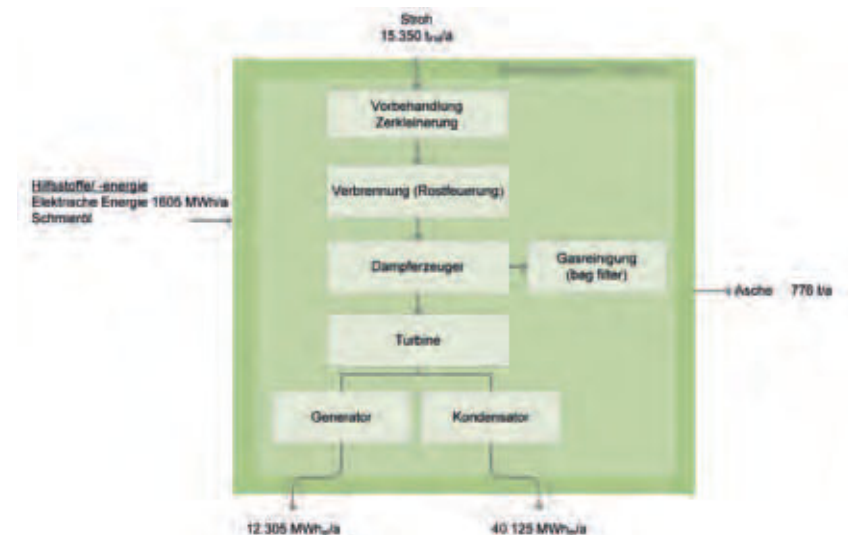 Stroh
15.350 t/a
Vorbehandlung
Zerkleinerung
Hilfsstoffe/ -energie
Elektrische Energie 1605 MWh/a
Schmieröl
Verbrennung (Rostfeuerung)
Dampferzeuger
Gasreinigung
(bag filter)
Asche 776 t/a
Turbine
Generator
Kondensator
12.305 MWh/a
40 125 MWh/a